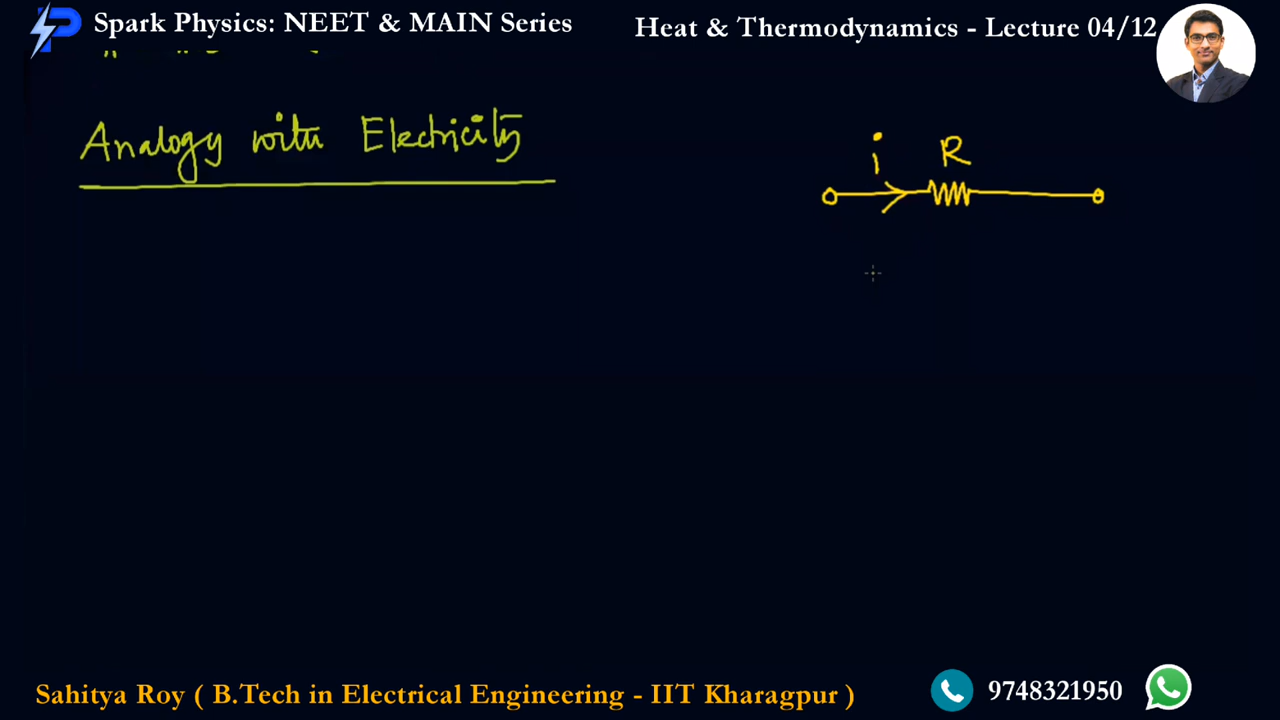 Spark Physics: NEET & MAIN Series
Heat & Thermodynamics - Lecture 04/12
Analogy with Electricity
i R
Sahitya Roy ( B.Tech in Electrical Engineering - IIT Kharagpur )
9748321950